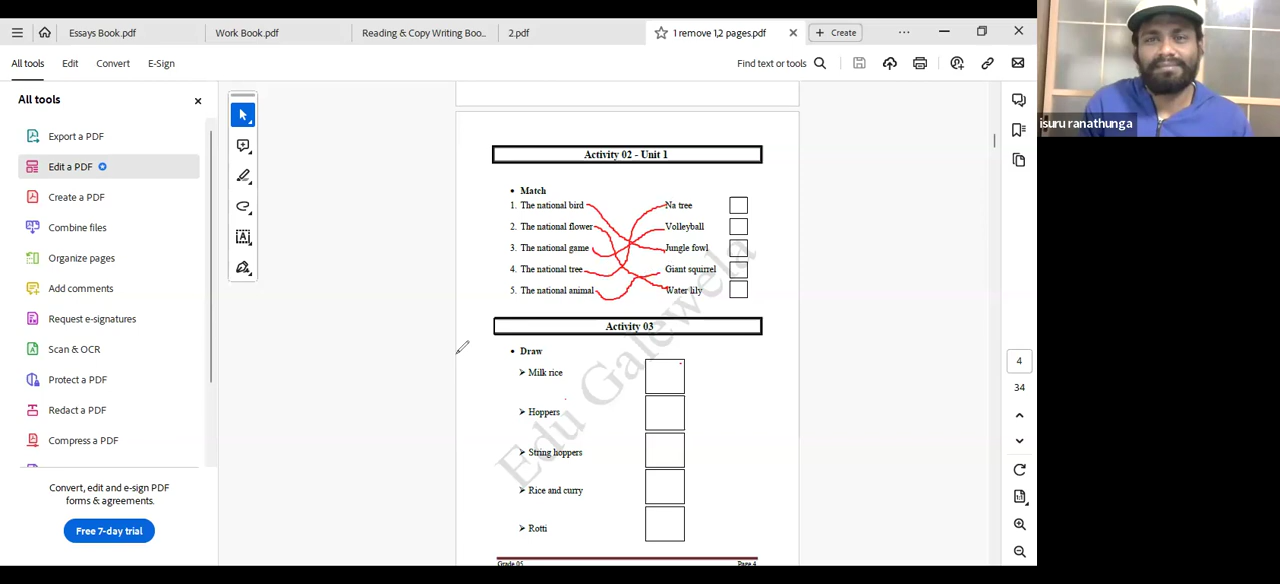 Essays Book.pdf
Work Book.pdf
Reading & Copy Writing Boo...
2.pdf
1 remove 1,2 pages.pdf
Create
All tools
Edit
Convert
E-Sign
Find text or tools
isuru ranathunga
All tools
Export a PDF
Edit a PDF
Create a PDF
Combine files
Organize pages
Add comments
Request e-signatures
Scan & OCR
Protect a PDF
Redact a PDF
Compress a PDF
Convert, edit and e-sign PDF
forms & agreements.
Free 7-day trial
Activity 02 - Unit 1
• Match
1. The national bird Na tree
2. The national flower Volleyball
3. The national game Jungle fowl
4. The national tree Giant squirrel
5. The national animal Water lily
Activity 03
• Draw
➤ Milk rice
➤ Hoppers
➤ String hoppers
➤ Rice and curry
➤ Rotti
Edu Galewela
Grade 05 Page 4
4
34